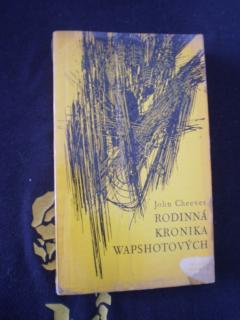 John Cheever
RODINNÁ
KRONIKA
WAPSHOTOVÝCH